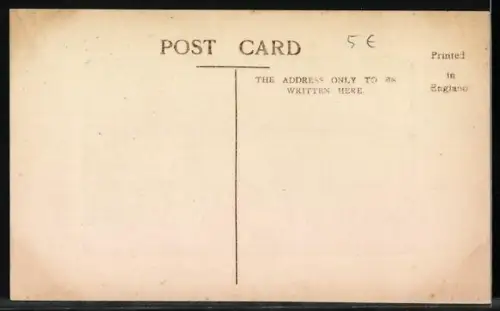 POST CARD
5 €
THE ADDRESS ONLY TO BE
WRITTEN HERE.
Printed
in
England